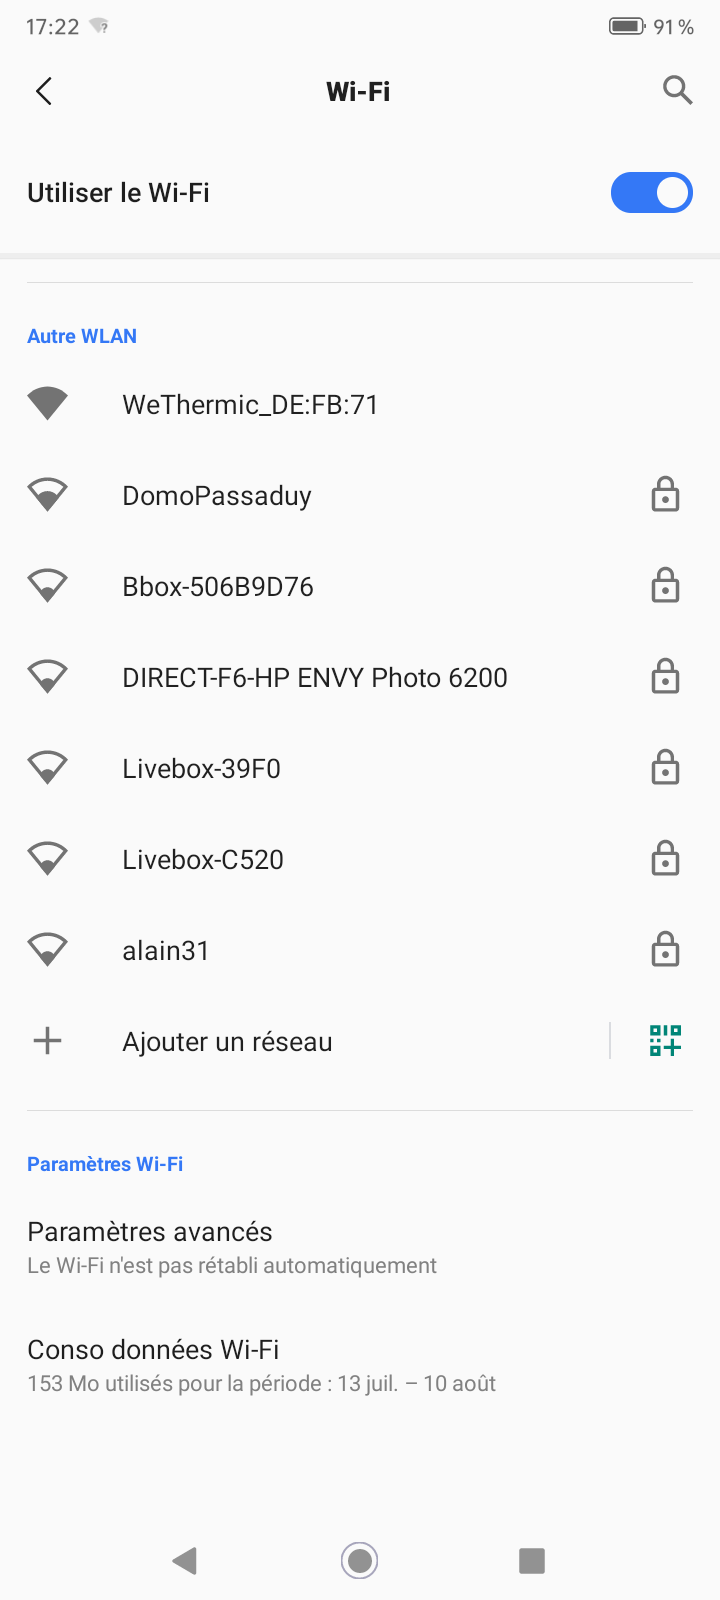 17:22
91 %
Wi-Fi
Utiliser le Wi-Fi
Autre WLAN
WeThermic_DE:FB:71
DomoPassaduy
Bbox-506B9D76
DIRECT-F6-HP ENVY Photo 6200
Livebox-39F0
Livebox-C520
alain31
Ajouter un réseau
Paramètres Wi-Fi
Paramètres avancés
Le Wi-Fi n'est pas rétabli automatiquement
Conso données Wi-Fi
153 Mo utilisés pour la période : 13 juil. – 10 août